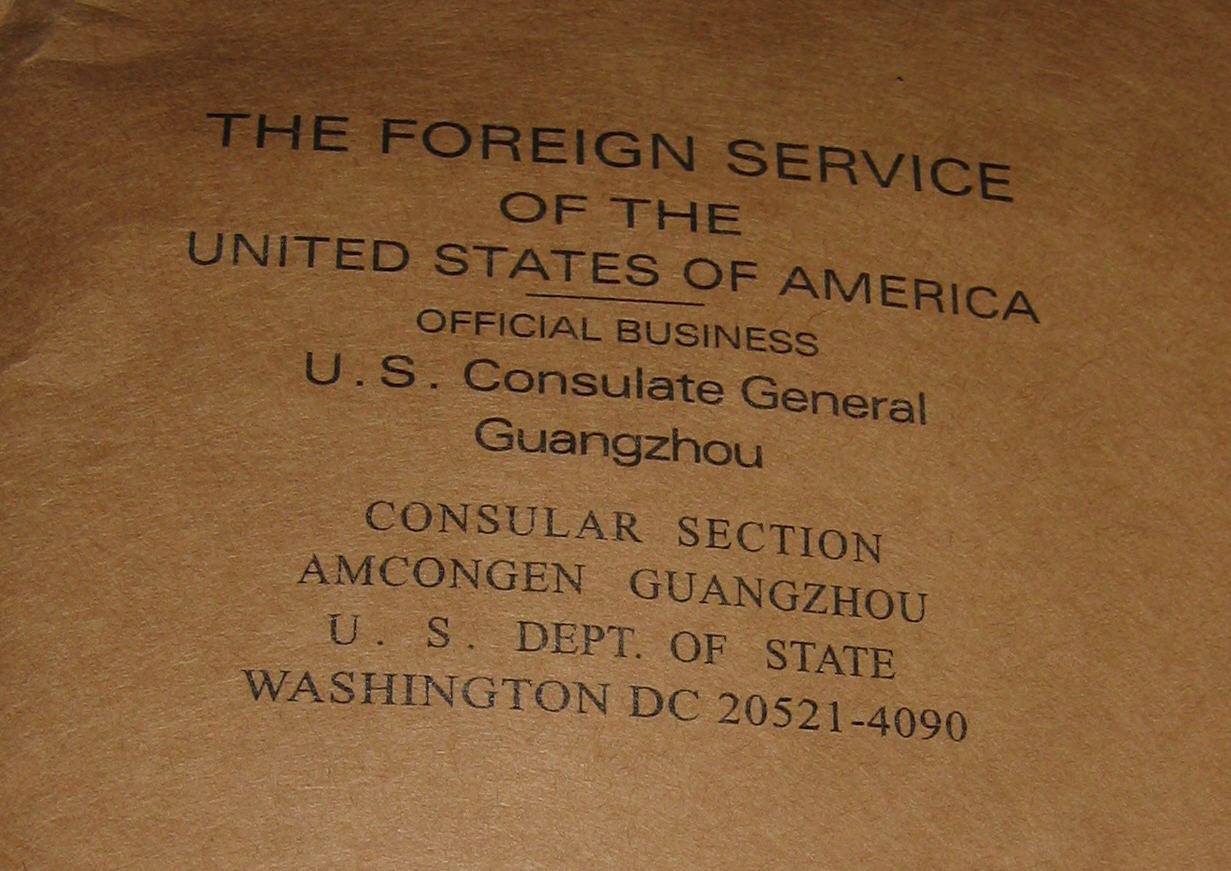 THE FOREIGN SERVICE
OF THE
UNITED STATES OF AMERICA
OFFICIAL BUSINESS
U.S. Consulate General
Guangzhou
CONSULAR SECTION
AMCONGEN GUANGZHOU
U. S. DEPT. OF STATE
WASHINGTON DC 20521-4090